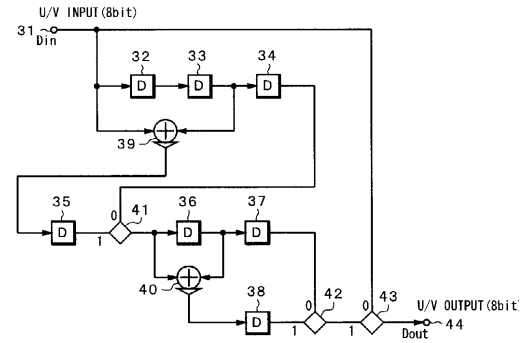 U/V INPUT(8bit)
31
Din
32 33 34
D D D
39
35 41 36 37
0
D D D
1
40
38 42 43
0 0
D
1 1
U/V OUTPUT(8bit)
Dout 44